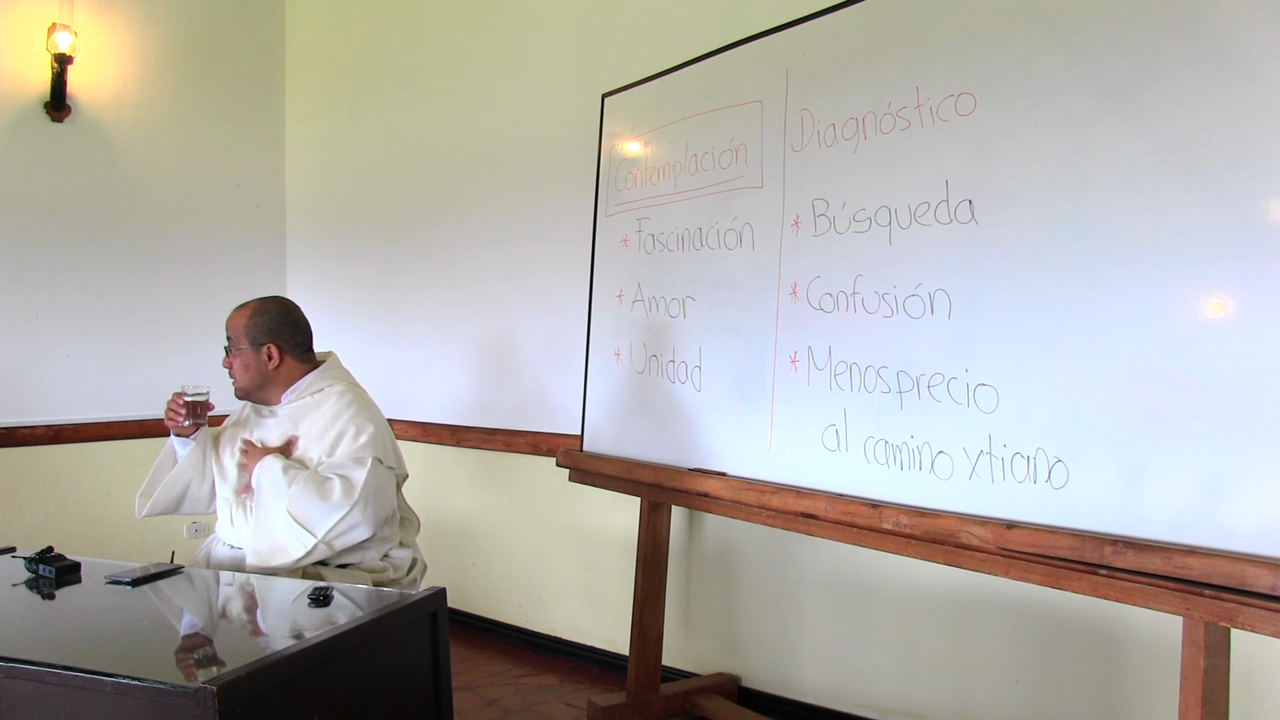 Contemplación
* Fascinación
* Amor
* Unidad
Diagnóstico
* Búsqueda
* Confusión
* Menosprecio
al camino xtiano